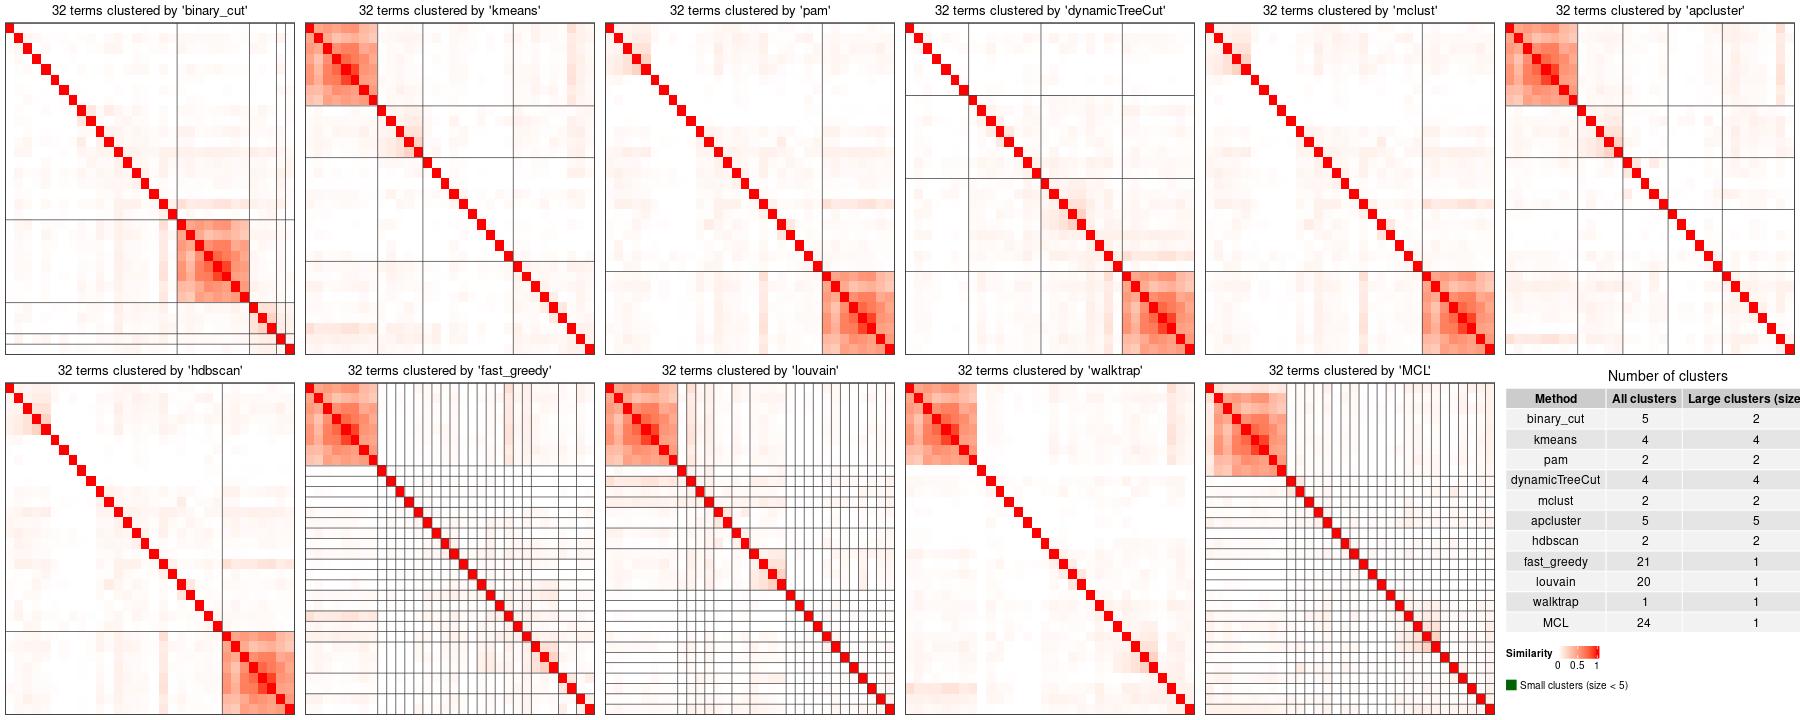 32 terms clustered by 'binary_cut'
32 terms clustered by 'kmeans'
32 terms clustered by 'pam'
32 terms clustered by 'dynamicTreeCut'
32 terms clustered by 'mclust'
32 terms clustered by 'apcluster'
32 terms clustered by 'hdbscan'
32 terms clustered by 'fast_greedy'
32 terms clustered by 'louvain'
32 terms clustered by 'walktrap'
32 terms clustered by 'MCL'
Number of clusters
Method All clusters Large clusters (size
binary_cut 5 2
kmeans 4 4
pam 2 2
dynamicTreeCut 4 4
mclust 2 2
apcluster 5 5
hdbscan 2 2
fast_greedy 21 1
louvain 20 1
walktrap 1 1
MCL 24 1
Similarity
0 0.5 1
Small clusters (size < 5)